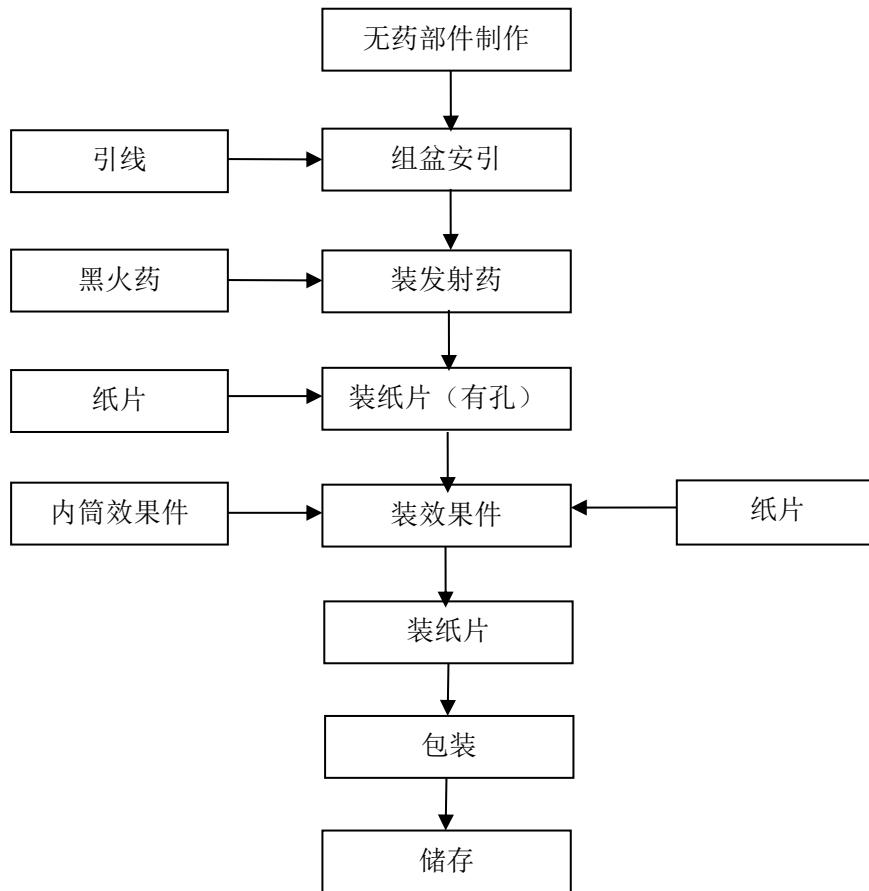 无药部件制作
引线
组盆安引
黑火药
装发射药
纸片
装纸片（有孔）
内筒效果件
装效果件
纸片
装纸片
包装
储存